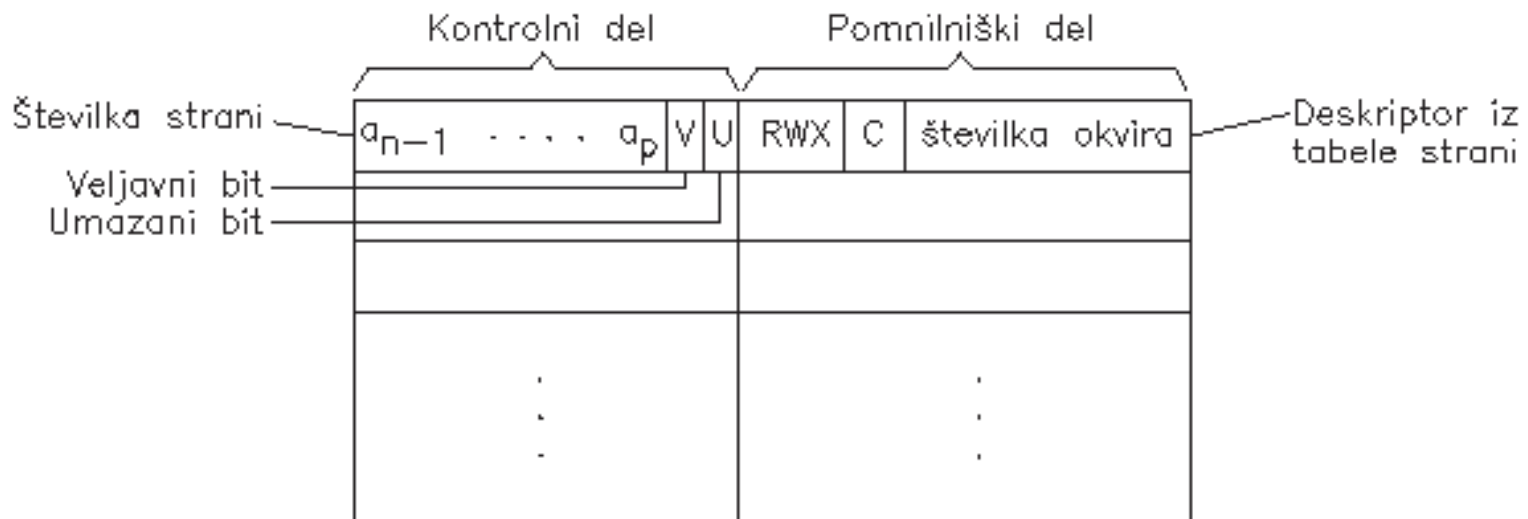 Kontrolni del
Pomnilniški del
Številka strani
a_{n-1} . . . . a_p V U RWX C številka okvira
Deskriptor iz
tabele strani
Veljavni bit
Umazani bit